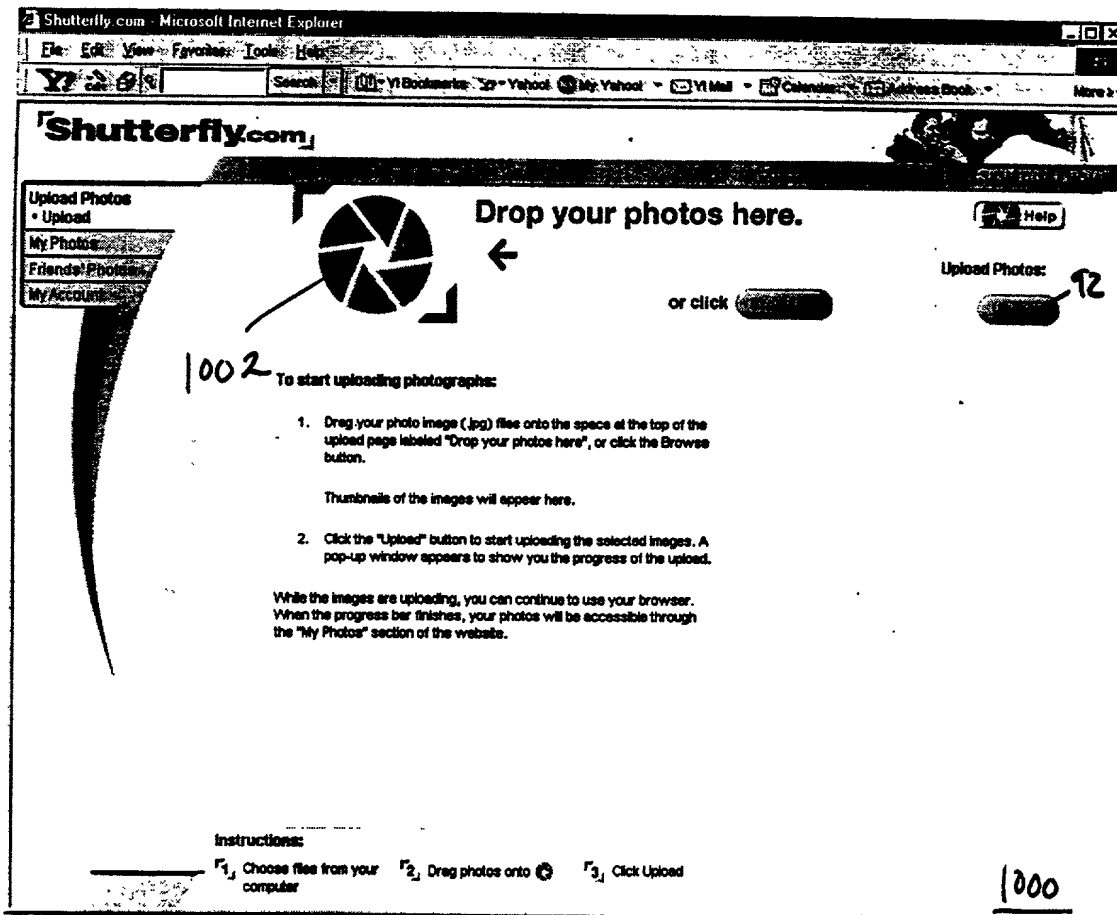 Shutterfly.com - Microsoft Internet Explorer
File Edit View Favorites Tools Help
Y? Search Y! Bookmarks Yahoo! My Yahoo! Y! Mail Calendar Address Book More
Shutterfly.com
Upload Photos
• Upload
My Photos
Friends' Photos
My Account
Drop your photos here.
←
Help
Upload Photos:
or click
92
1002
To start uploading photographs:
1. Drag your photo image (.jpg) files onto the space at the top of the
upload page labeled "Drop your photos here", or click the Browse
button.
Thumbnails of the images will appear here.
2. Click the "Upload" button to start uploading the selected images. A
pop-up window appears to show you the progress of the upload.
While the images are uploading, you can continue to use your browser.
When the progress bar finishes, your photos will be accessible through
the "My Photos" section of the website.
Instructions:
1 Choose files from your
computer
2 Drag photos onto
3 Click Upload
1000